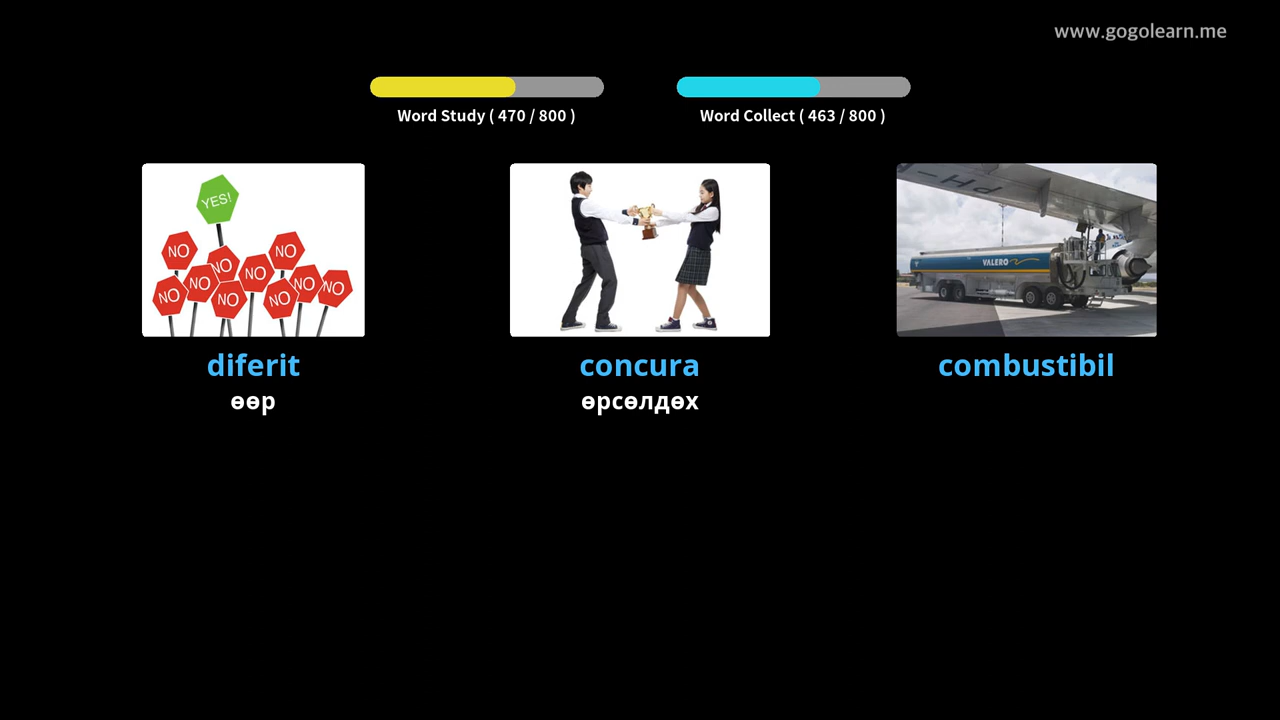 www.gogolearn.me
Word Study ( 470 / 800 )
Word Collect ( 463 / 800 )
YES!
NO
NO
NO
NO
NO
NO
NO
NO
NO
PH-
VALERO
diferit
concura
combustibil
өөр
өрсөлдөх